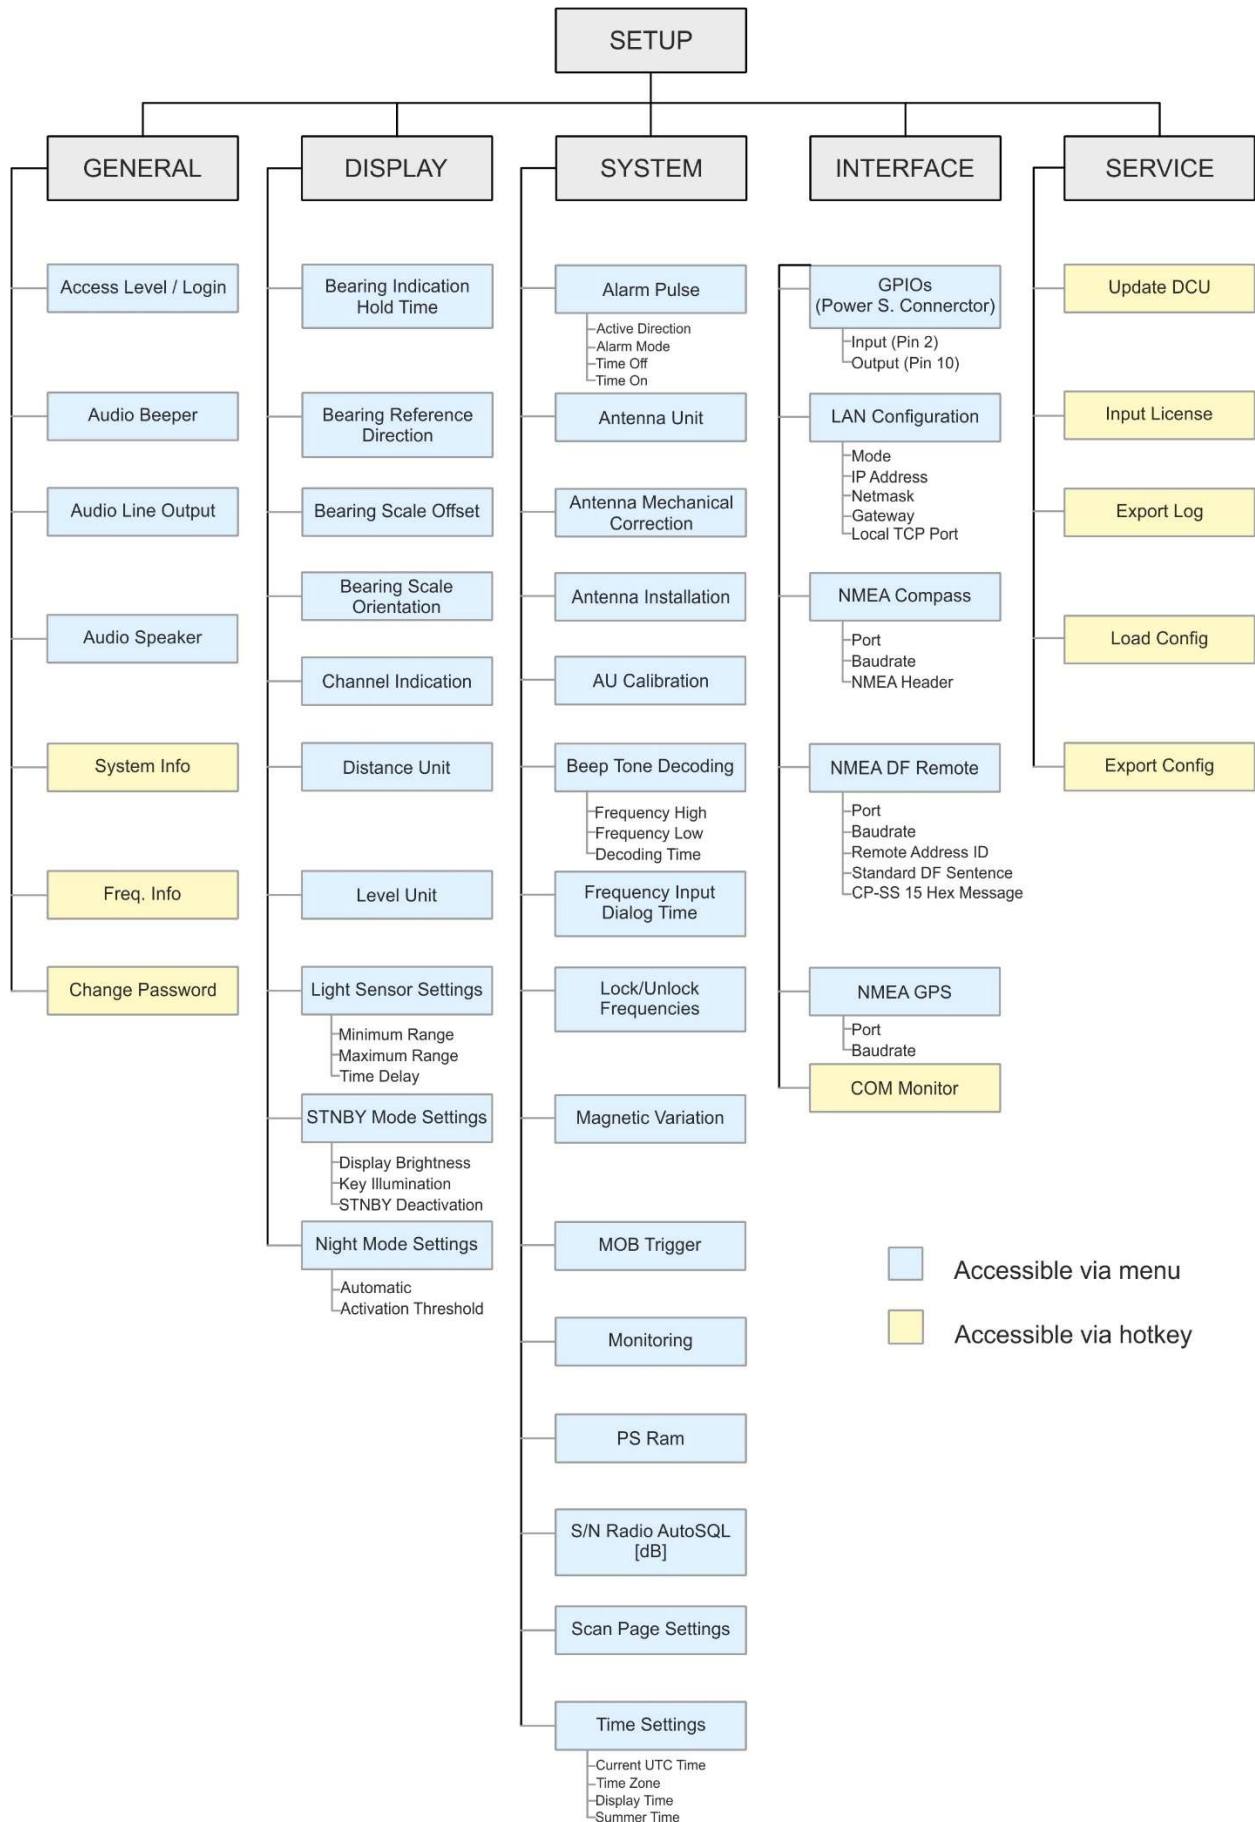 SETUP
GENERAL
Access Level / Login
Audio Beeper
Audio Line Output
Audio Speaker
System Info
Freq. Info
Change Password
DISPLAY
Bearing Indication
Hold Time
Bearing Reference
Direction
Bearing Scale Offset
Bearing Scale
Orientation
Channel Indication
Distance Unit
Level Unit
Light Sensor Settings
Minimum Range
Maximum Range
Time Delay
STNBY Mode Settings
Display Brightness
Key Illumination
STNBY Deactivation
Night Mode Settings
Automatic
Activation Threshold
SYSTEM
Alarm Pulse
Active Direction
Alarm Mode
Time Off
Time On
Antenna Unit
Antenna Mechanical
Correction
Antenna Installation
AU Calibration
Beep Tone Decoding
Frequency High
Frequency Low
Decoding Time
Frequency Input
Dialog Time
Lock/Unlock
Frequencies
Magnetic Variation
MOB Trigger
Monitoring
PS Ram
S/N Radio AutoSQL
[dB]
Scan Page Settings
Time Settings
Current UTC Time
Time Zone
Display Time
Summer Time
INTERFACE
GPIOs
(Power S. Connerctor)
Input (Pin 2)
Output (Pin 10)
LAN Configuration
Mode
IP Address
Netmask
Gateway
Local TCP Port
NMEA Compass
Port
Baudrate
NMEA Header
NMEA DF Remote
Port
Baudrate
Remote Address ID
Standard DF Sentence
CP-SS 15 Hex Message
NMEA GPS
Port
Baudrate
COM Monitor
SERVICE
Update DCU
Input License
Export Log
Load Config
Export Config
Accessible via menu
Accessible via hotkey